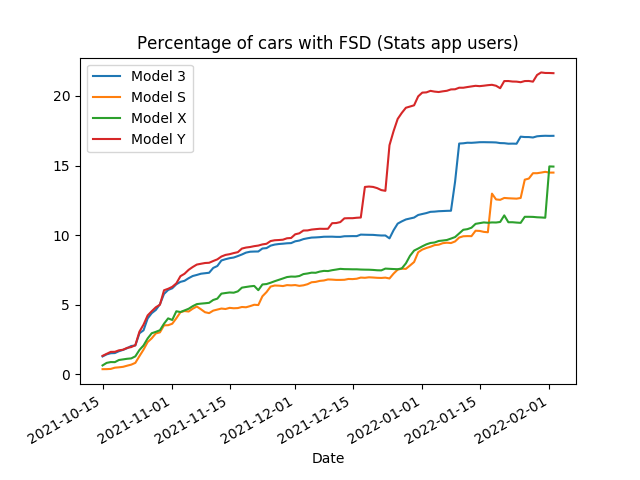 Percentage of cars with FSD (Stats app users)
Model 3
Model S
Model X
Model Y
20
15
10
5
0
2021-10-15
2021-11-01
2021-11-15
2021-12-01
2021-12-15
2022-01-01
2022-01-15
2022-02-01
Date